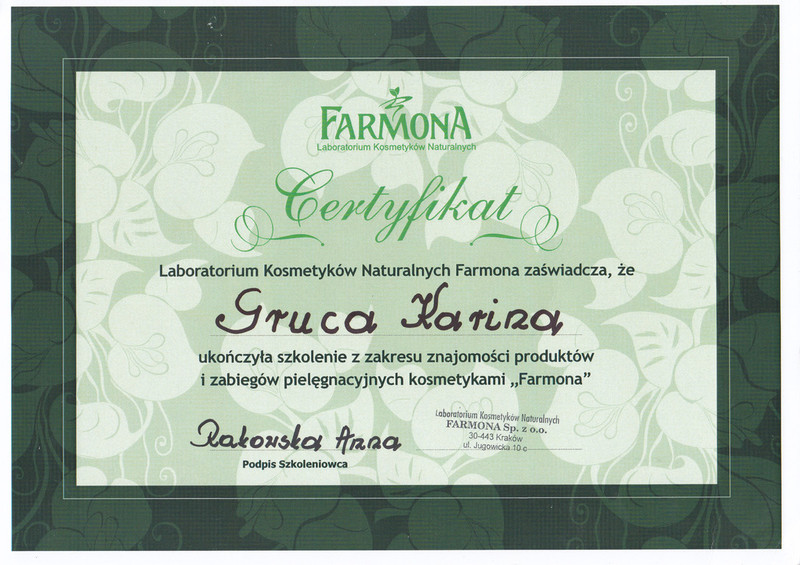 FARMONA
Laboratorium Kosmetyków Naturalnych
Certyfikat
Laboratorium Kosmetyków Naturalnych Farmona zaświadcza, że
Gruca Karina
ukończyła szkolenie z zakresu znajomości produktów
i zabiegów pielęgnacyjnych kosmetykami „Farmona”
Rakowska Anna
Podpis Szkoleniowca
Laboratorium Kosmetyków Naturalnych
FARMONA Sp. z o.o.
30-443 Kraków
ul. Jugowicka 10 c